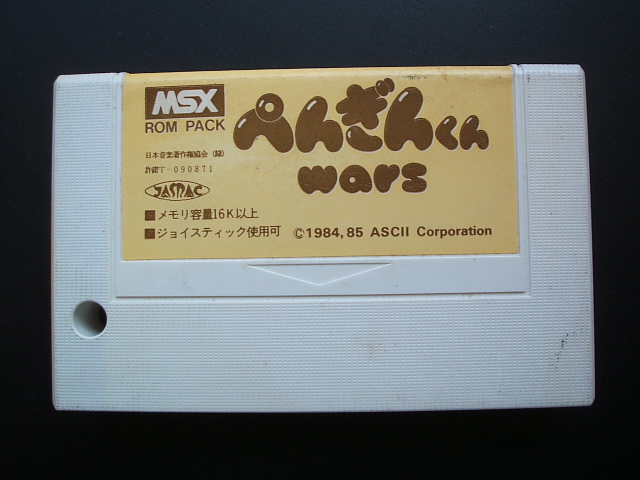 MSX
ROM PACK
ぺんぎんくん
wars
日本音楽著作権協会(録)
許諾T-090871
JASRAC
■メモリ容量16K以上
■ジョイスティック使用可
©1984,85 ASCII Corporation